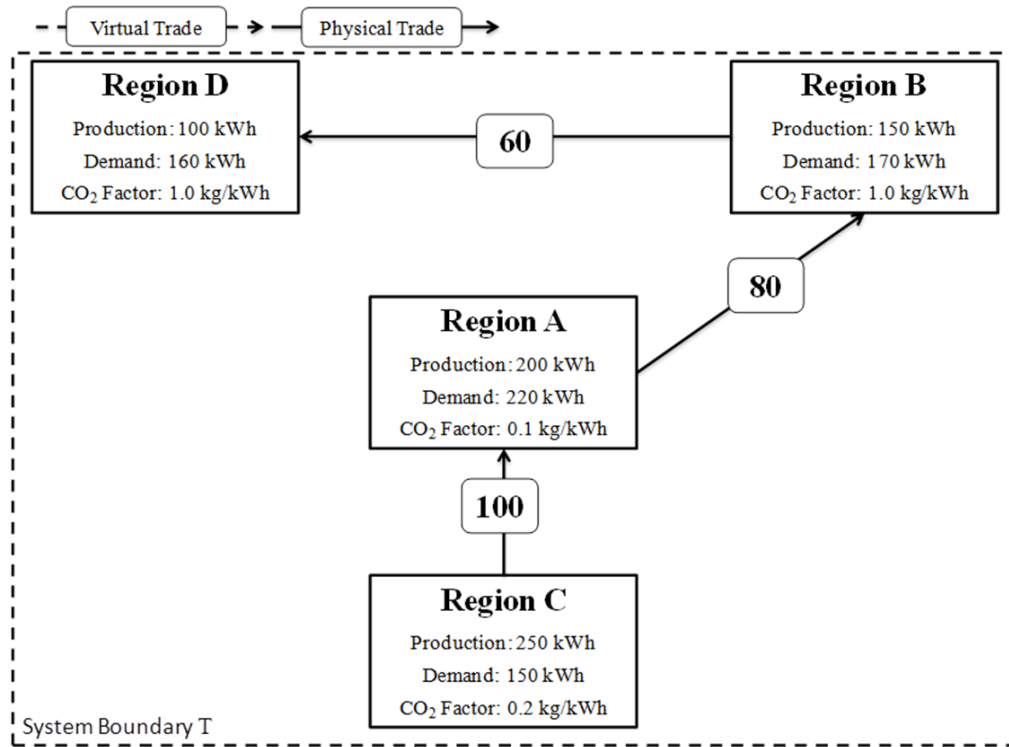 Virtual Trade
Physical Trade
Region D
Production: 100 kWh
Demand: 160 kWh
CO₂ Factor: 1.0 kg/kWh
60
Region B
Production: 150 kWh
Demand: 170 kWh
CO₂ Factor: 1.0 kg/kWh
80
Region A
Production: 200 kWh
Demand: 220 kWh
CO₂ Factor: 0.1 kg/kWh
100
Region C
Production: 250 kWh
Demand: 150 kWh
CO₂ Factor: 0.2 kg/kWh
System Boundary T